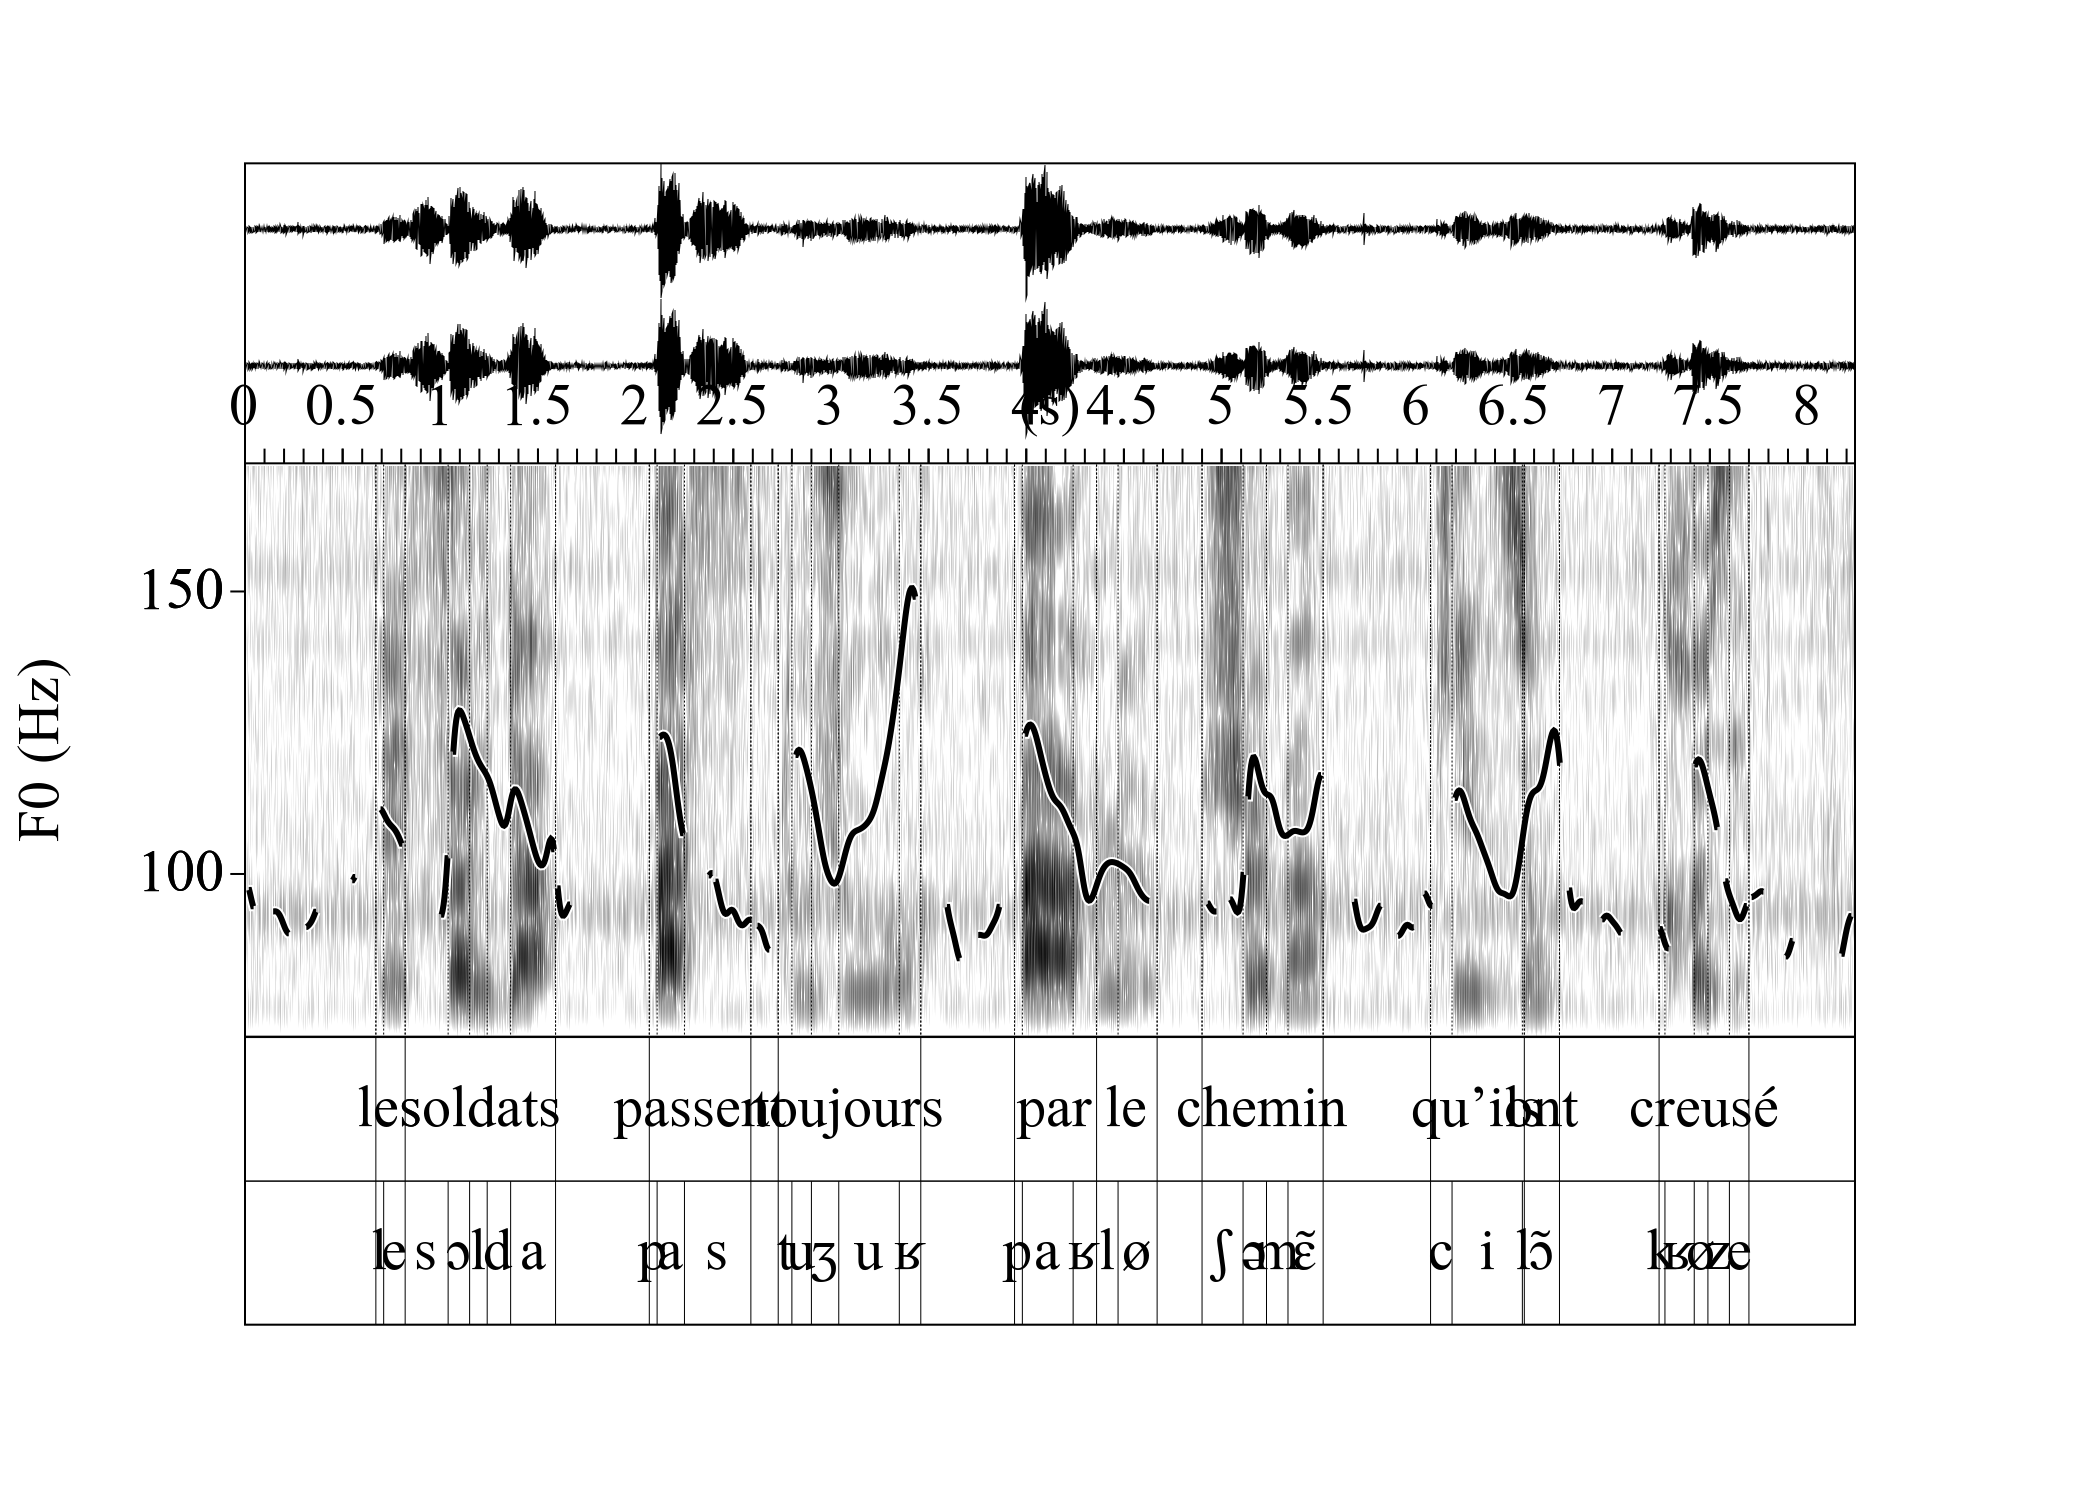 0 0.5 1 1.5 2 2.5 3 3.5 4 (s) 4.5 5 5.5 6 6.5 7 7.5 8
150
100
F0 (Hz)
le soldats passent toujours par le chemin qu’ils ont creusé
l e s ɔ l d a p a s t u ʒ u ʁ p a ʁ l ø ʃ ə m ɛ̃ c i l ɔ̃ k ʁ ø z e